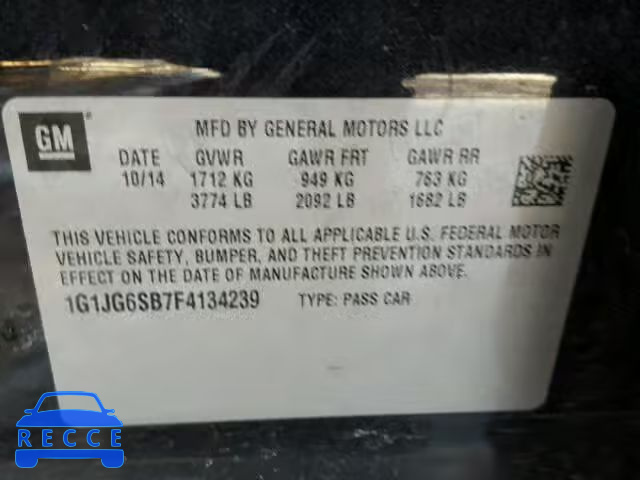 GM
MFD BY GENERAL MOTORS LLC
DATE GVWR GAWR FRT GAWR RR
10/14 1712 KG 949 KG 763 KG
3774 LB 2092 LB 1682 LB
THIS VEHICLE CONFORMS TO ALL APPLICABLE U.S. FEDERAL MOTOR
VEHICLE SAFETY, BUMPER, AND THEFT PREVENTION STANDARDS IN
EFFECT ON THE DATE OF MANUFACTURE SHOWN ABOVE.
1G1JG6SB7F4134239 TYPE: PASS CAR
RECCE